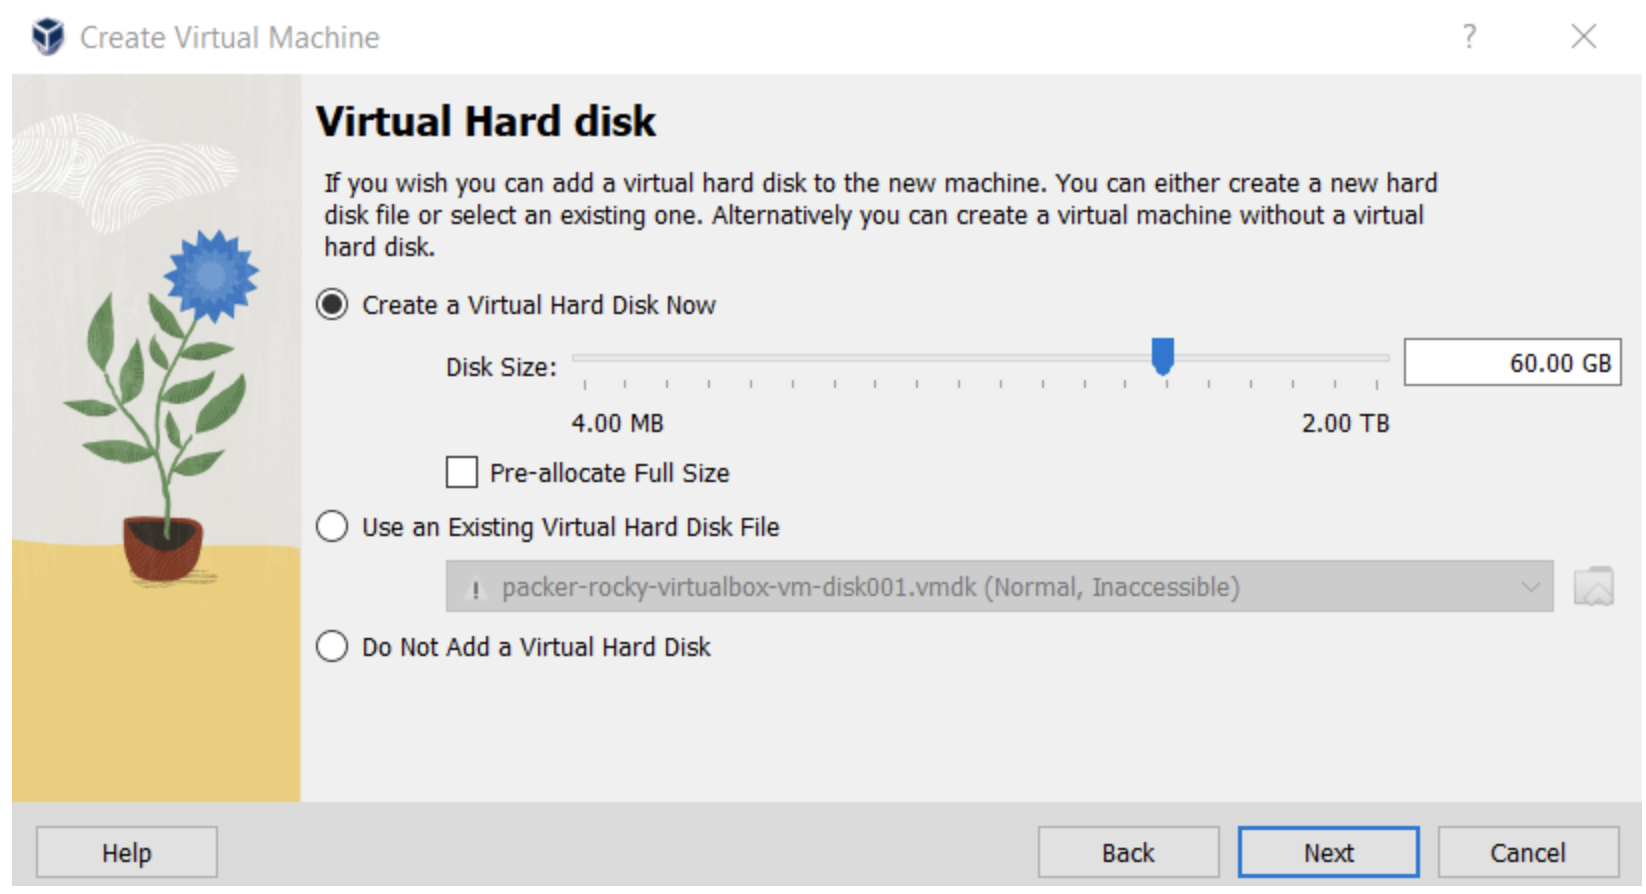 Create Virtual Machine
?
Virtual Hard disk
If you wish you can add a virtual hard disk to the new machine. You can either create a new hard
disk file or select an existing one. Alternatively you can create a virtual machine without a virtual
hard disk.
Create a Virtual Hard Disk Now
Disk Size:
60.00 GB
4.00 MB
2.00 TB
Pre-allocate Full Size
Use an Existing Virtual Hard Disk File
packer-rocky-virtualbox-vm-disk001.vmdk (Normal, Inaccessible)
Do Not Add a Virtual Hard Disk
Help
Back
Next
Cancel